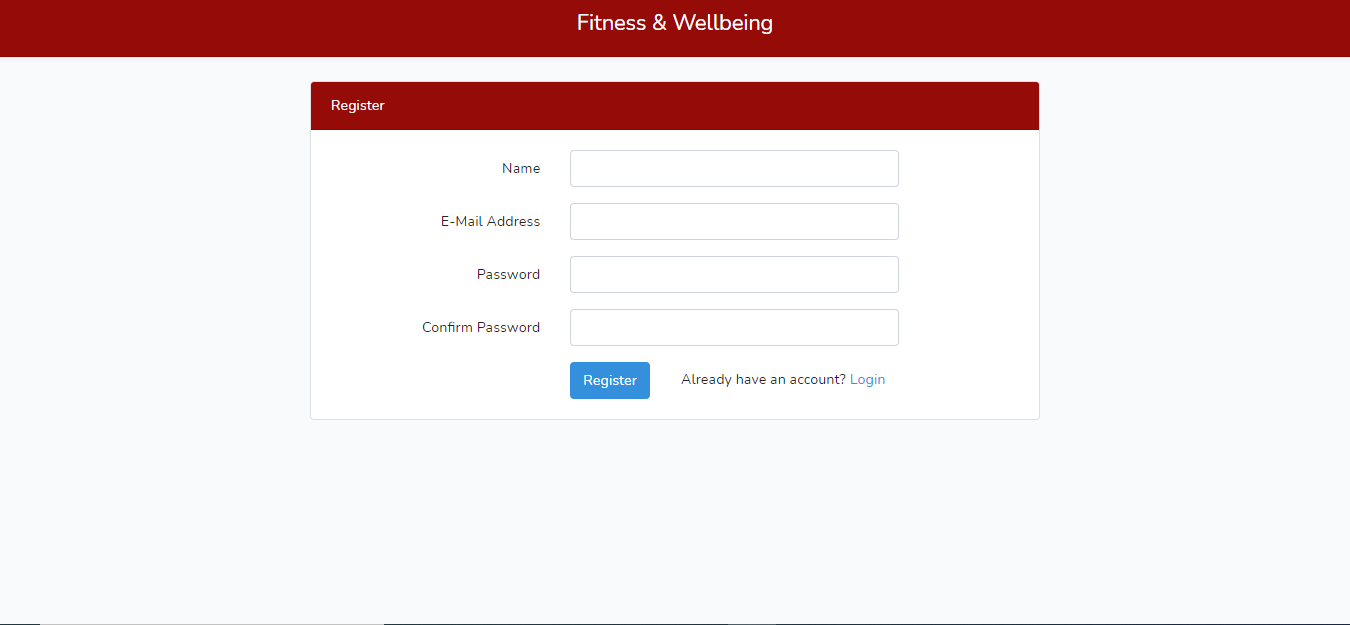 Fitness & Wellbeing
Register
Name
E-Mail Address
Password
Confirm Password
Register Already have an account? Login